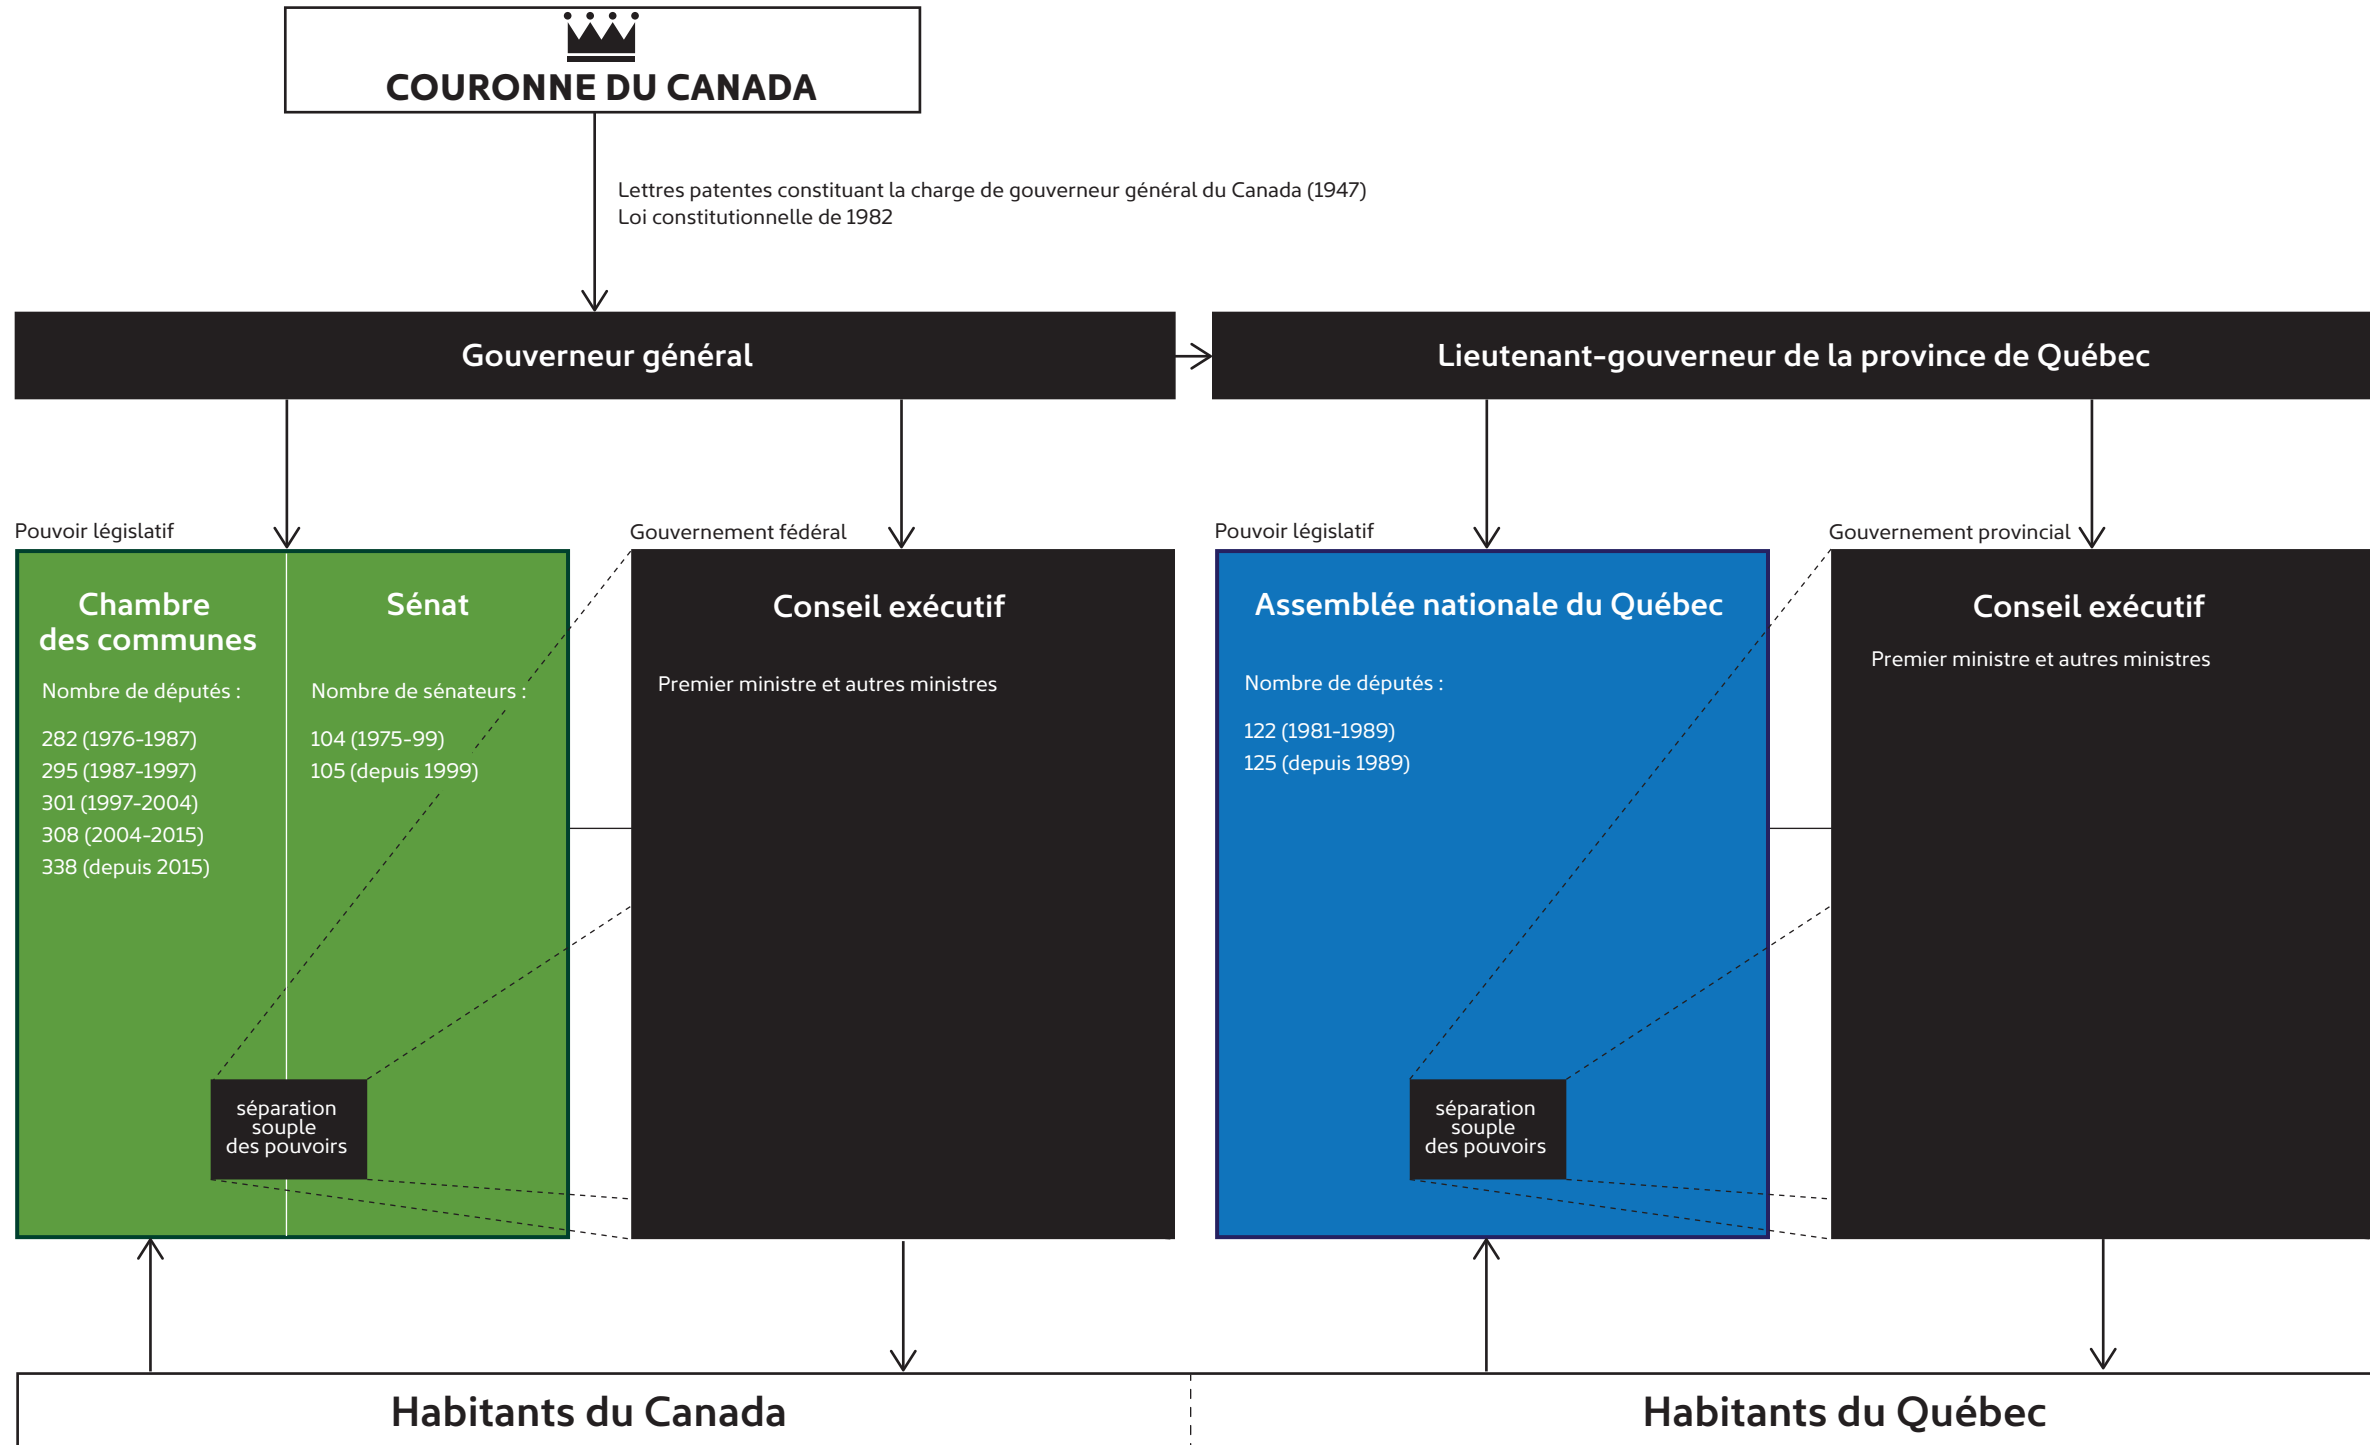 COURONNE DU CANADA
Lettres patentes constituant la charge de gouverneur général du Canada (1947)
Loi constitutionnelle de 1982
Gouverneur général
Lieutenant-gouverneur de la province de Québec
Pouvoir législatif
Chambre
des communes
Nombre de députés :
282 (1976-1987)
295 (1987-1997)
301 (1997-2004)
308 (2004-2015)
338 (depuis 2015)
Sénat
Nombre de sénateurs :
104 (1975-99)
105 (depuis 1999)
séparation
souple
des pouvoirs
Gouvernement fédéral
Conseil exécutif
Premier ministre et autres ministres
Pouvoir législatif
Assemblée nationale du Québec
Nombre de députés :
122 (1981-1989)
125 (depuis 1989)
séparation
souple
des pouvoirs
Gouvernement provincial
Conseil exécutif
Premier ministre et autres ministres
Habitants du Canada
Habitants du Québec